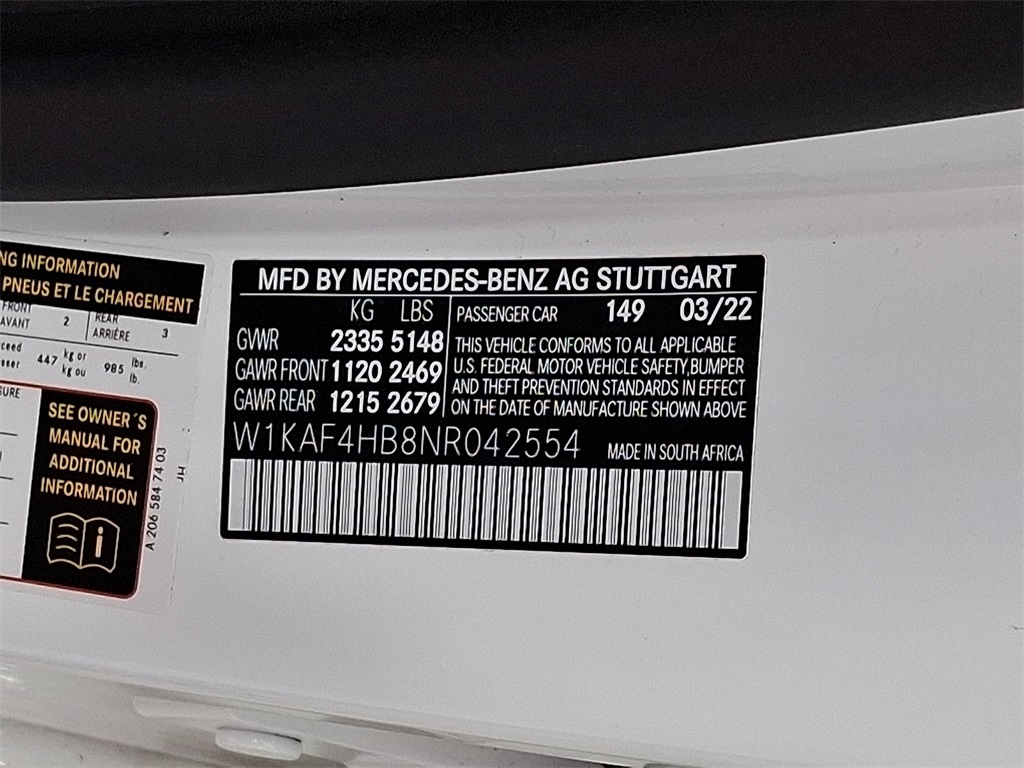 NG INFORMATION
PNEUS ET LE CHARGEMENT
FRONT
AVANT 2 REAR
ARRIÈRE 3
447 kg or
kg ou 985 lbs.
lb.
SEE OWNER´S
MANUAL FOR
ADDITIONAL
INFORMATION
A 206 584 74 03
MFD BY MERCEDES-BENZ AG STUTTGART
KG LBS
GVWR 2335 5148
GAWR FRONT 1120 2469
GAWR REAR 1215 2679
PASSENGER CAR 149 03/22
THIS VEHICLE CONFORMS TO ALL APPLICABLE
U.S. FEDERAL MOTOR VEHICLE SAFETY,BUMPER
AND THEFT PREVENTION STANDARDS IN EFFECT
ON THE DATE OF MANUFACTURE SHOWN ABOVE
W1KAF4HB8NR042554 MADE IN SOUTH AFRICA